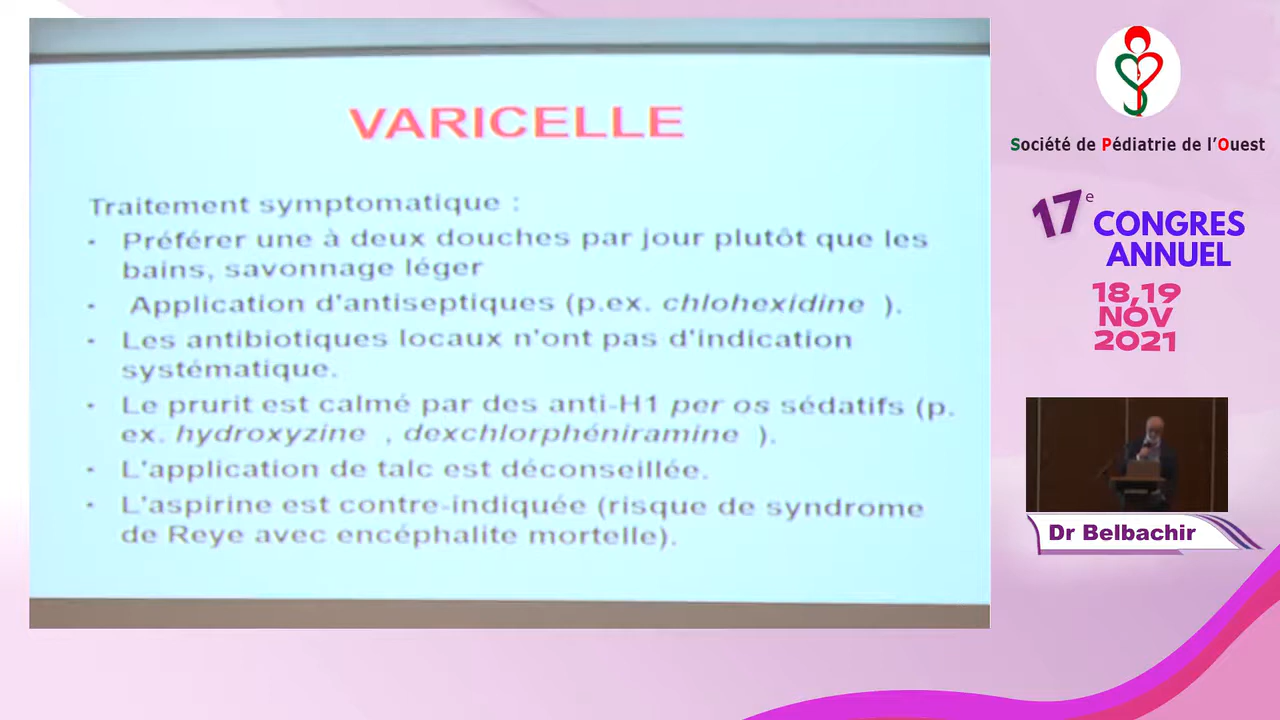 VARICELLE
Traitement symptomatique :
• Préférer une à deux douches par jour plutôt que les
bains, savonnage léger
• Application d'antiseptiques (p.ex. chlohexidine ).
• Les antibiotiques locaux n'ont pas d'indication
systématique.
• Le prurit est calmé par des anti-H1 per os sédatifs (p.
ex. hydroxyzine , dexchlorphéniramine ).
• L'application de talc est déconseillée.
• L'aspirine est contre-indiquée (risque de syndrome
de Reye avec encéphalite mortelle).
Société de Pédiatrie de l'Ouest
17e CONGRES
ANNUEL
18,19
NOV
2021
Dr Belbachir